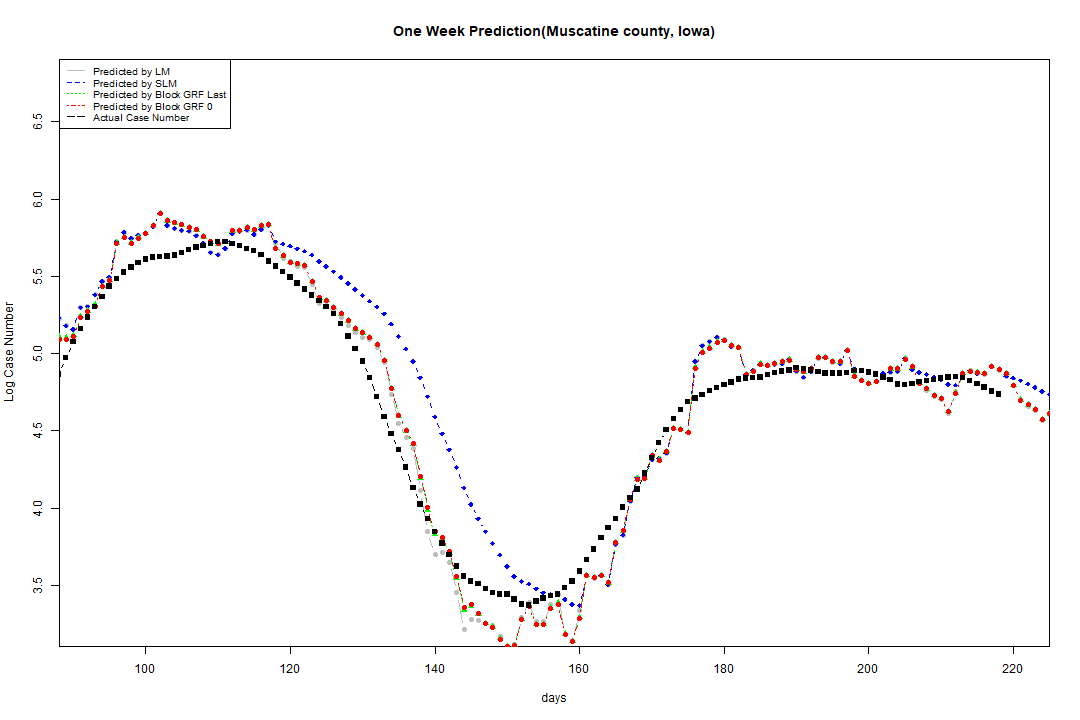 One Week Prediction(Muscatine county, Iowa)
Predicted by LM
Predicted by SLM
Predicted by Block GRF Last
Predicted by Block GRF 0
Actual Case Number
Log Case Number
6.5
6.0
5.5
5.0
4.5
4.0
3.5
100 120 140 160 180 200 220
days